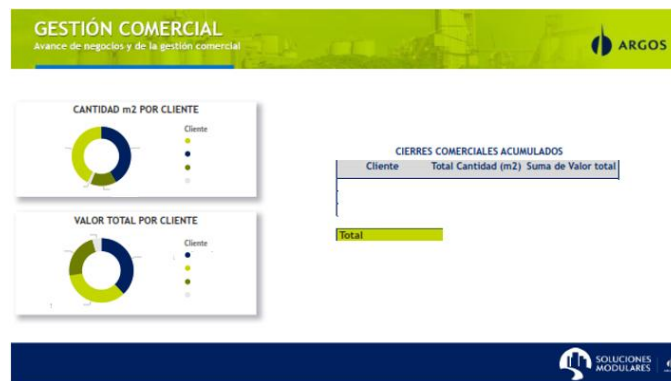 GESTIÓN COMERCIAL
Avance de negocios y de la gestión comercial
ARGOS
CANTIDAD m2 POR CLIENTE
Cliente
CIERRES COMERCIALES ACUMULADOS
Cliente Total Cantidad (m2) Suma de Valor total
VALOR TOTAL POR CLIENTE
Cliente
Total
SOLUCIONES
MODULARES